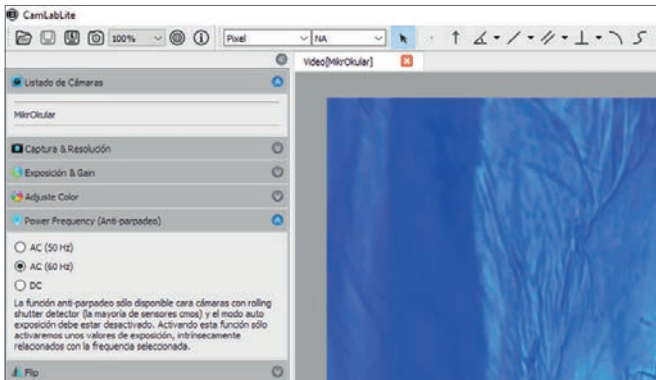 CamLabLite
100% Pixel NA
Video[MikrOkular]
Listado de Cámaras
MikrOkular
Captura & Resolución
Exposición & Gain
Adjuste Color
Power Frequency (Anti-parpadeo)
AC (50 Hz)
AC (60 Hz)
DC
La función anti-parpadeo sólo disponible cara cámaras con rolling
shutter detector (la mayoría de sensores cmos) y el modo auto
exposición debe estar desactivado. Activando esta función sólo
activaremos unos valores de exposición, intrínsecamente
relacionados con la frequencia seleccionada.
Flip